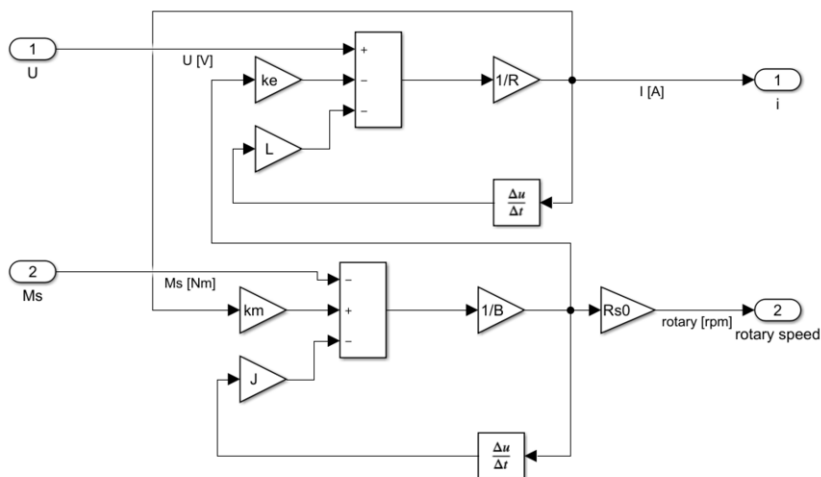 1
U
U [V]
ke
+
−
−
1/R
I [A]
1
i
L
Δu
Δt
2
Ms
Ms [Nm]
km
−
+
−
1/B
Rs0
rotary [rpm]
2
rotary speed
J
Δu
Δt